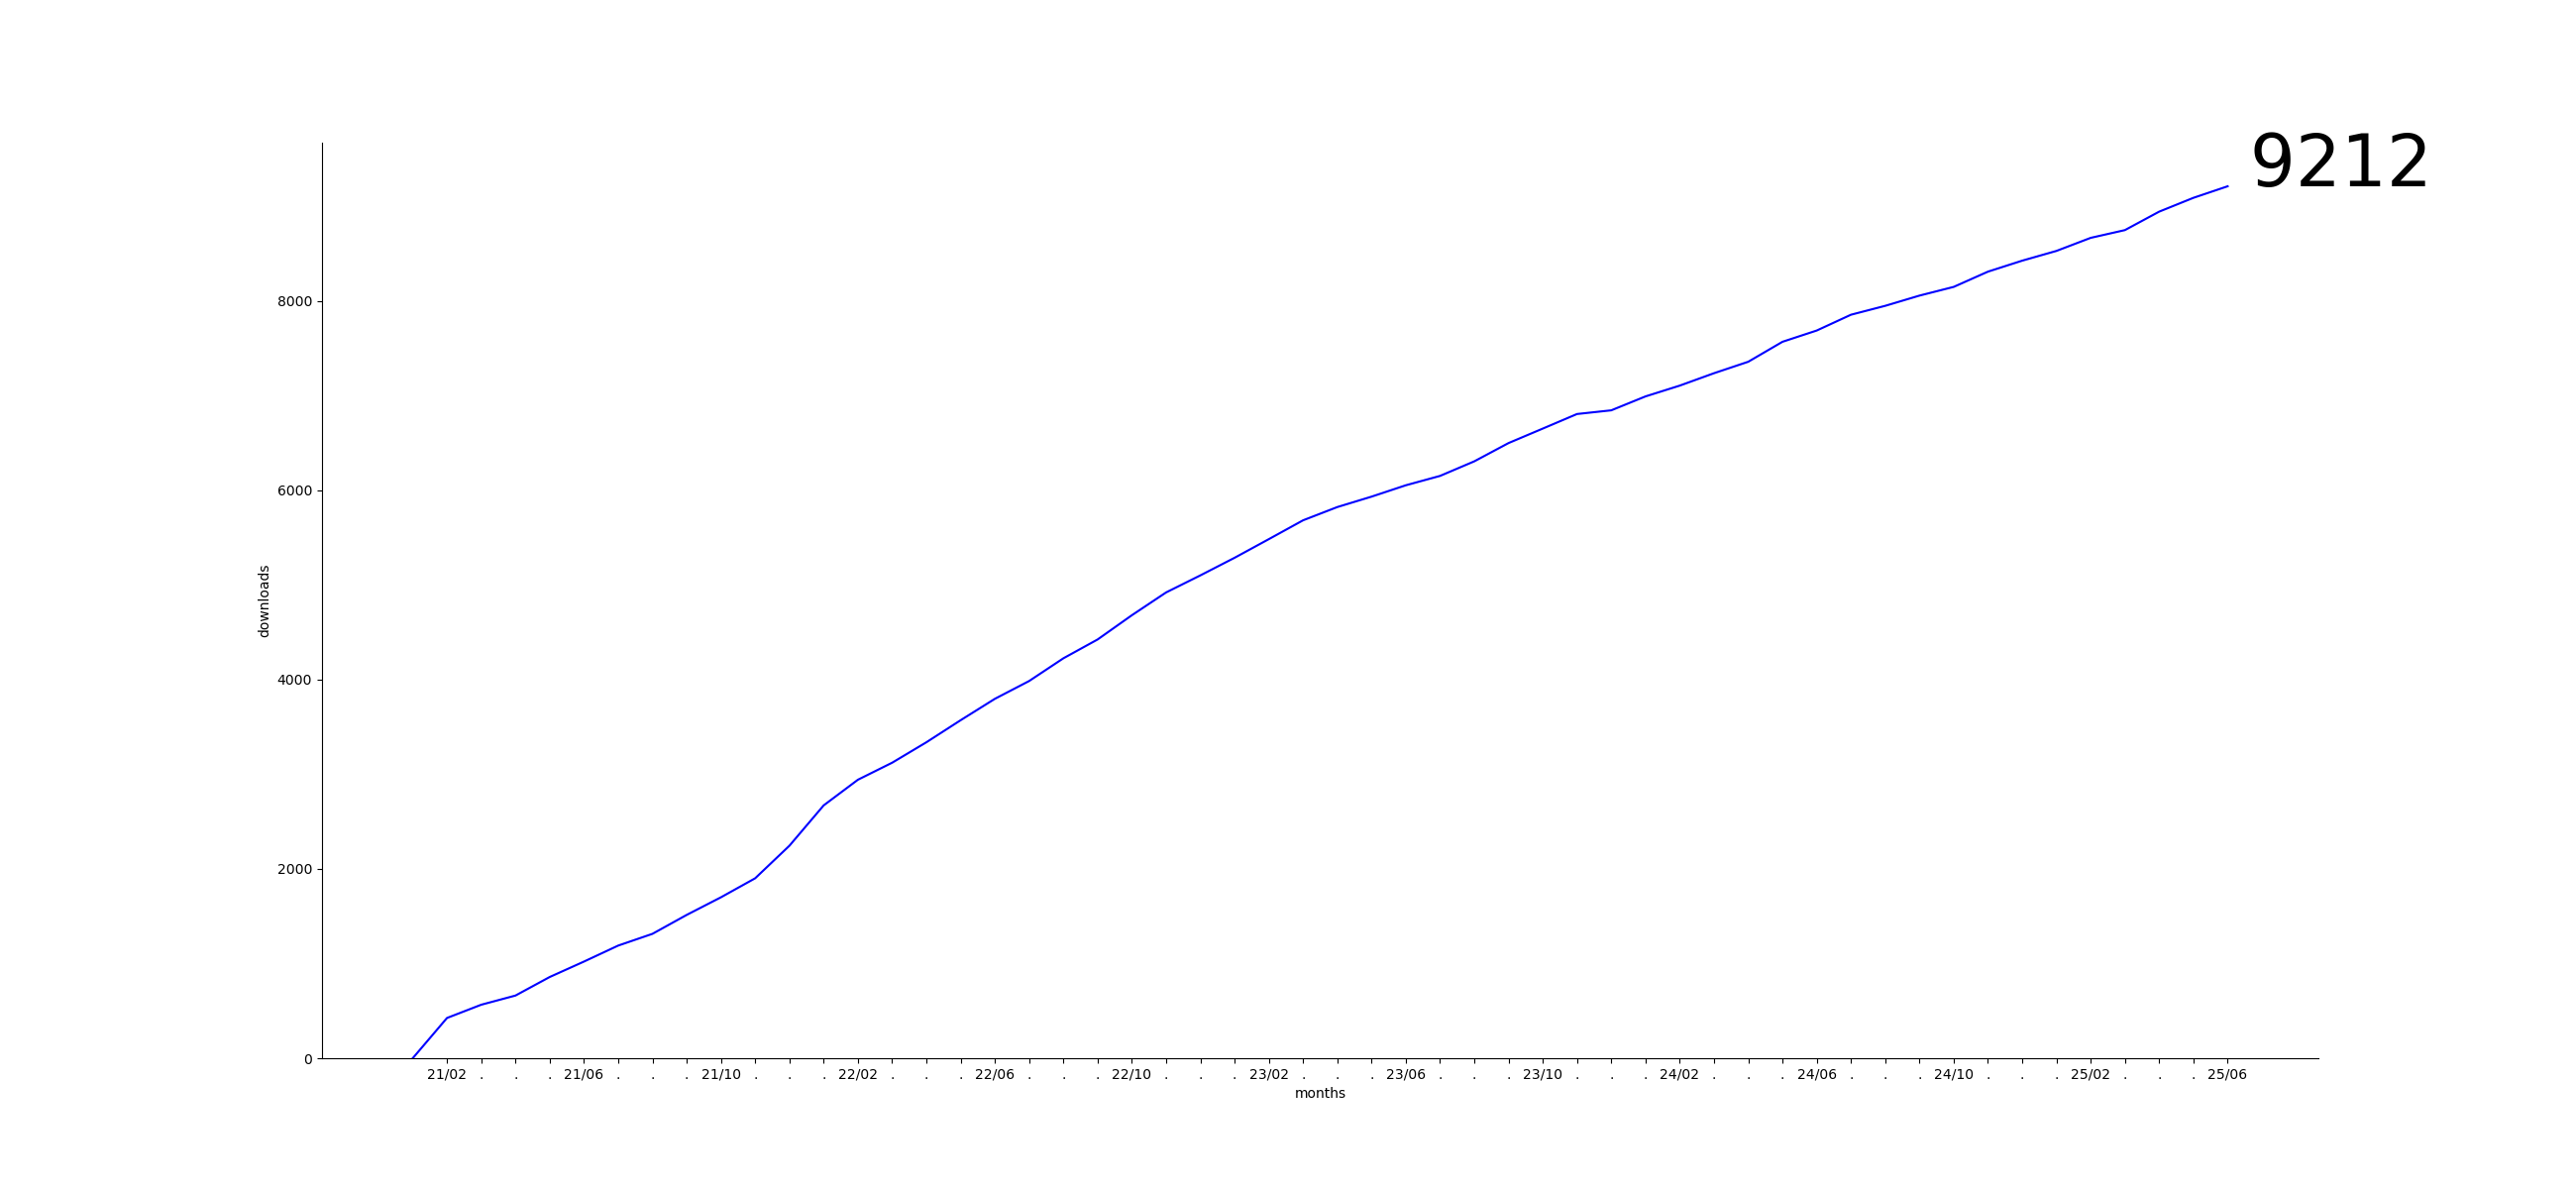 9212
8000
6000
4000
2000
0
downloads
21/02 . . . 21/06 . . . 21/10 . . . 22/02 . . . 22/06 . . . 22/10 . . . 23/02 . . . 23/06 . . . 23/10 . . . 24/02 . . . 24/06 . . . 24/10 . . . 25/02 . . . 25/06
months